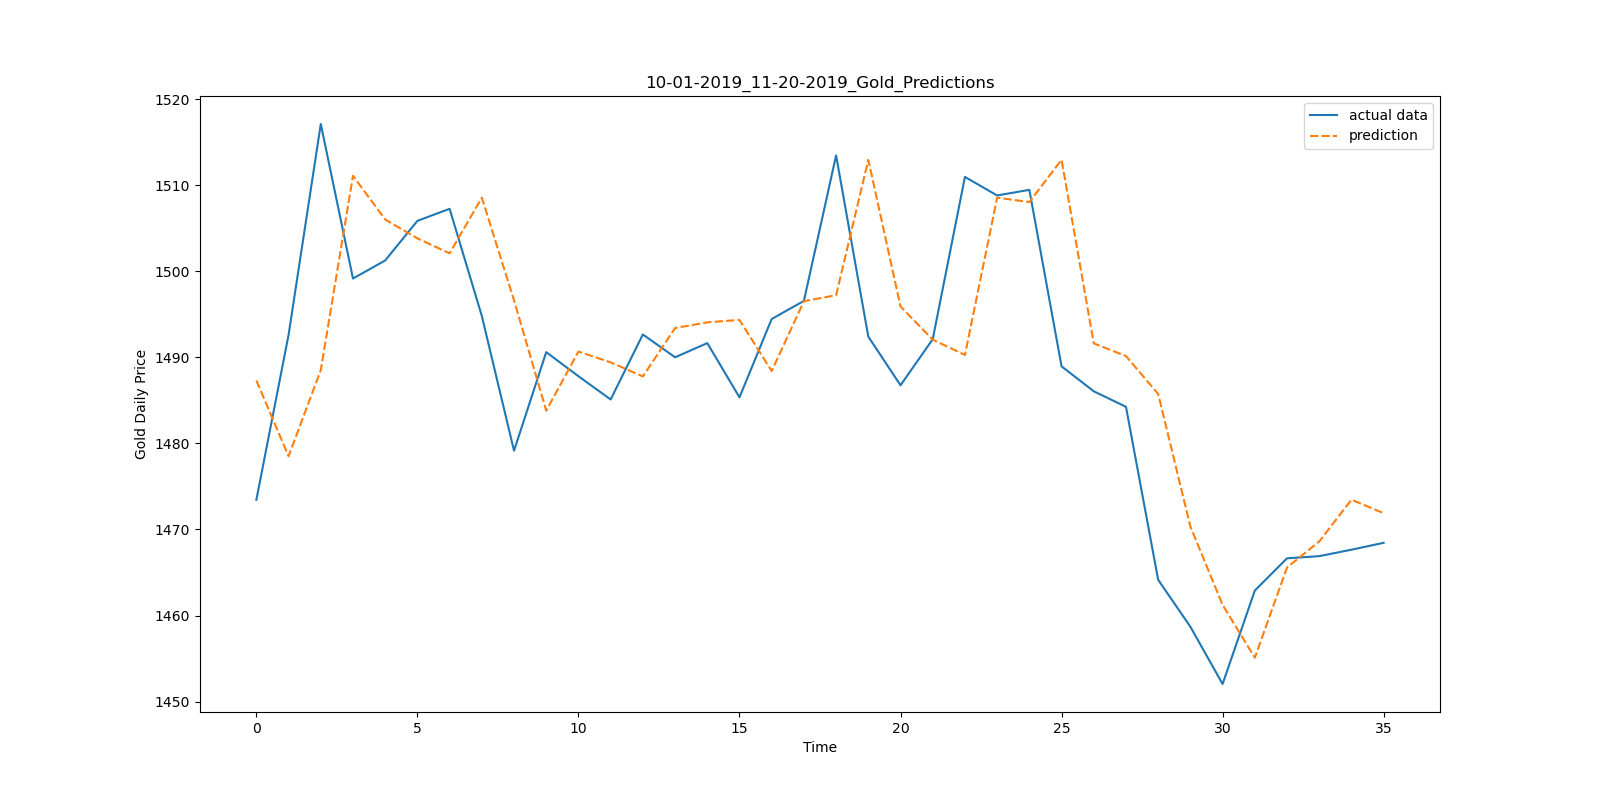 10-01-2019_11-20-2019_Gold_Predictions
actual data
prediction
1520
1510
1500
1490
1480
1470
1460
1450
Gold Daily Price
0 5 10 15 20 25 30 35
Time